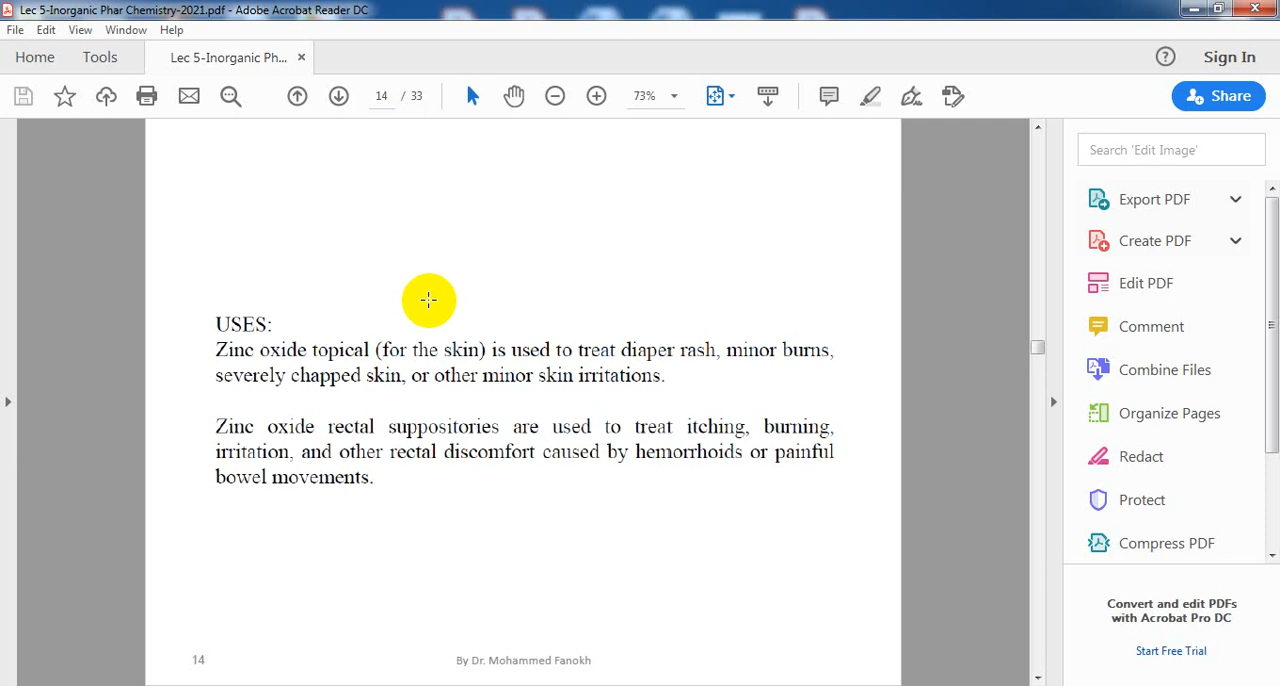 Lec 5-Inorganic Phar Chemistry-2021.pdf - Adobe Acrobat Reader DC
File Edit View Window Help
Home Tools Lec 5-Inorganic Ph... ×
Sign In
14 / 33 73% Share
Search 'Edit Image'
Export PDF
Create PDF
Edit PDF
Comment
Combine Files
Organize Pages
Redact
Protect
Compress PDF
Convert and edit PDFs
with Acrobat Pro DC
Start Free Trial
USES:
Zinc oxide topical (for the skin) is used to treat diaper rash, minor burns,
severely chapped skin, or other minor skin irritations.
Zinc oxide rectal suppositories are used to treat itching, burning,
irritation, and other rectal discomfort caused by hemorrhoids or painful
bowel movements.
14 By Dr. Mohammed Fanokh